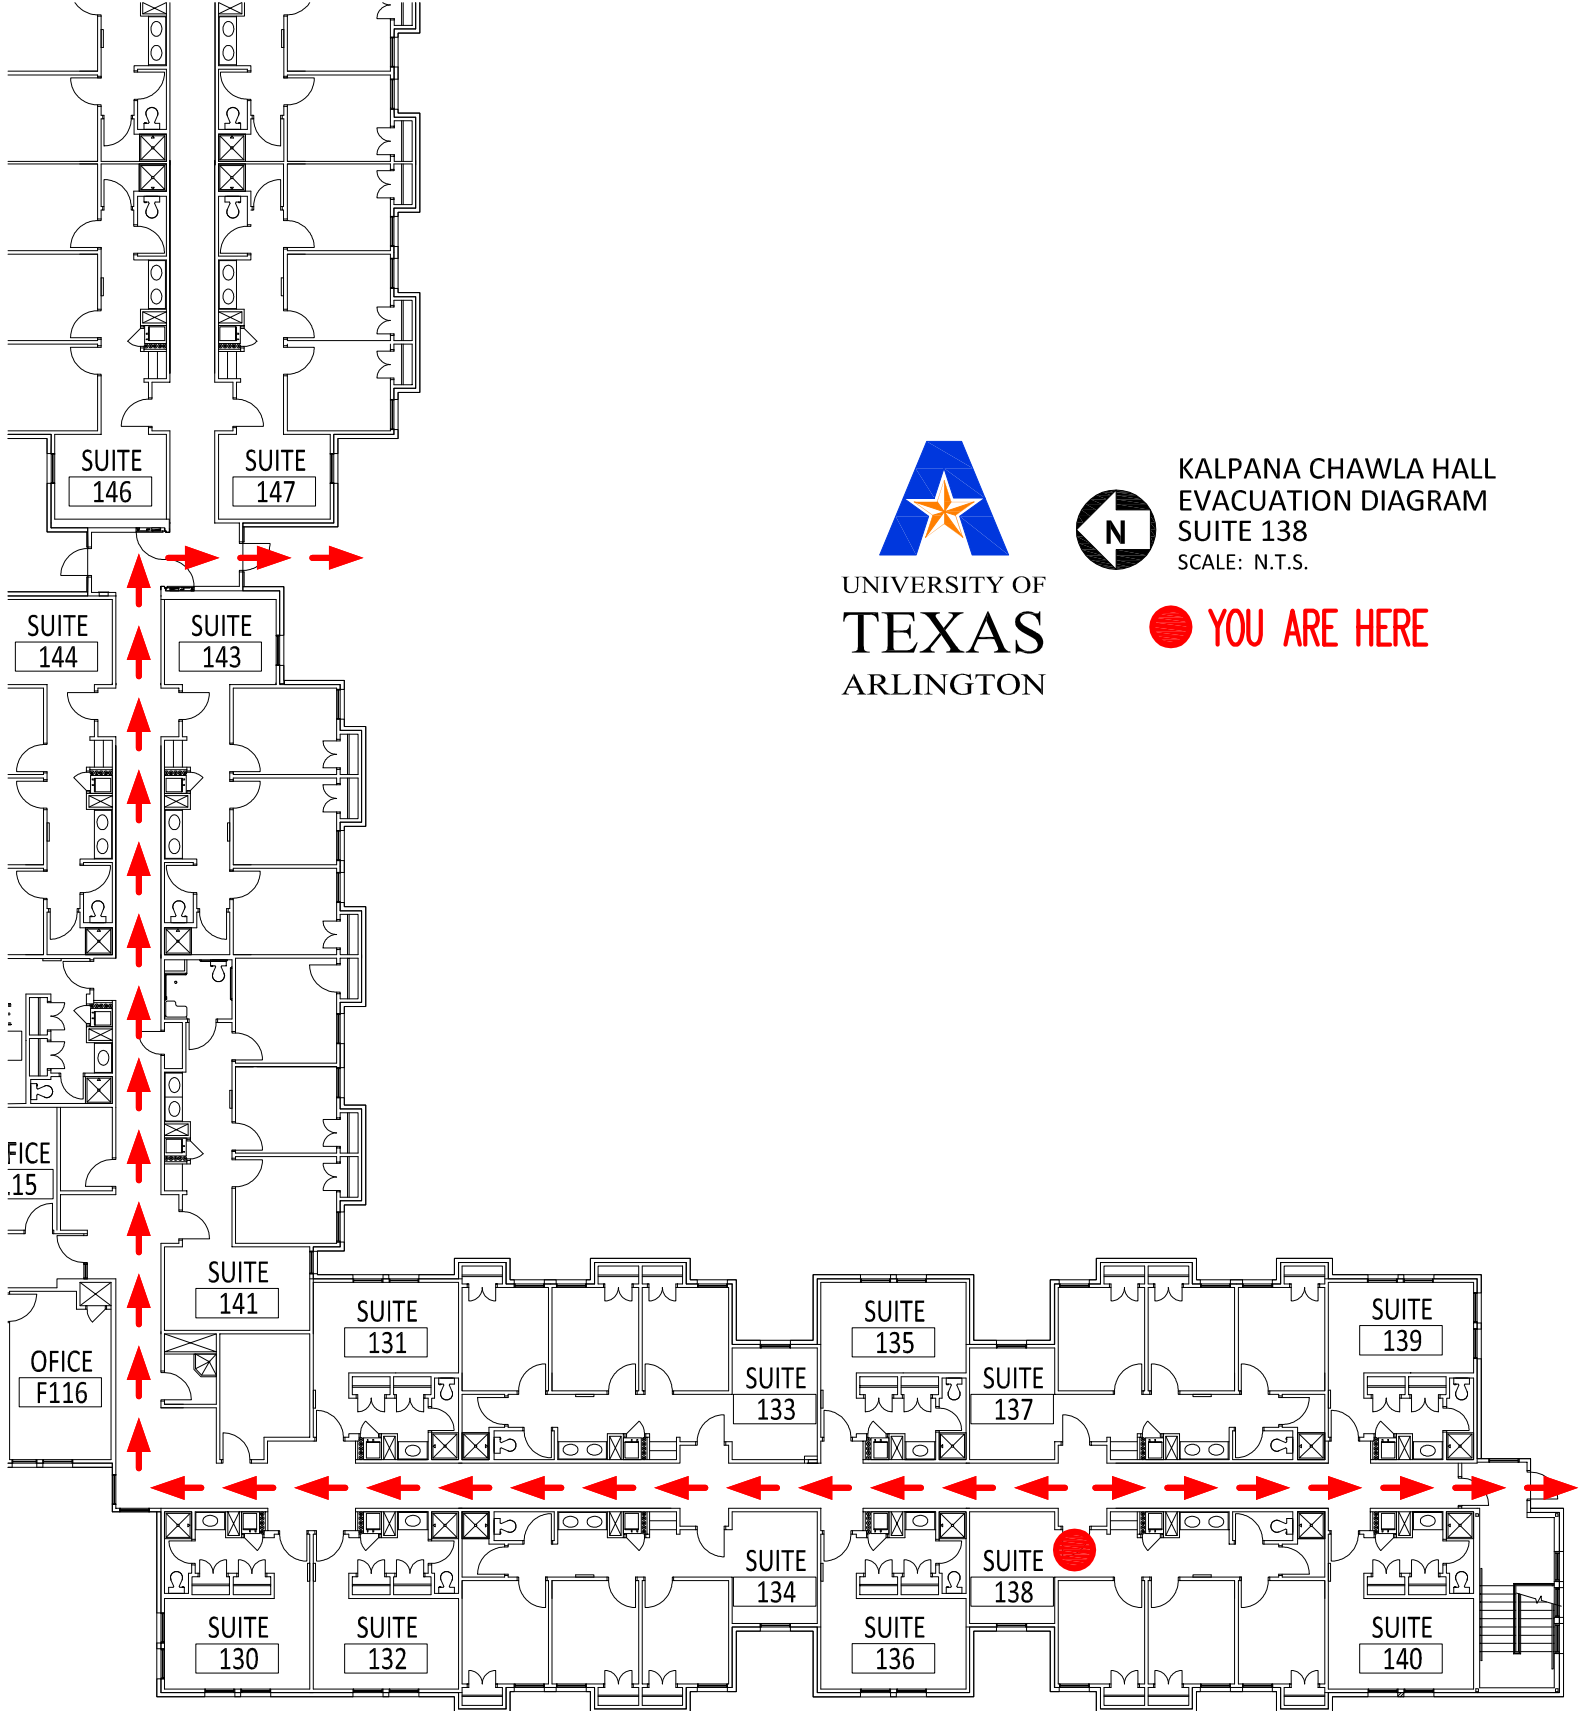 SUITE
146
SUITE
147
KALPANA CHAWLA HALL
EVACUATION DIAGRAM
SUITE 138
SCALE: N.T.S.
N
UNIVERSITY OF
TEXAS
ARLINGTON
YOU ARE HERE
SUITE
144
SUITE
143
FICE
.15
SUITE
141
OFICE
F116
SUITE
131
SUITE
133
SUITE
135
SUITE
137
SUITE
139
SUITE
130
SUITE
132
SUITE
134
SUITE
136
SUITE
138
SUITE
140